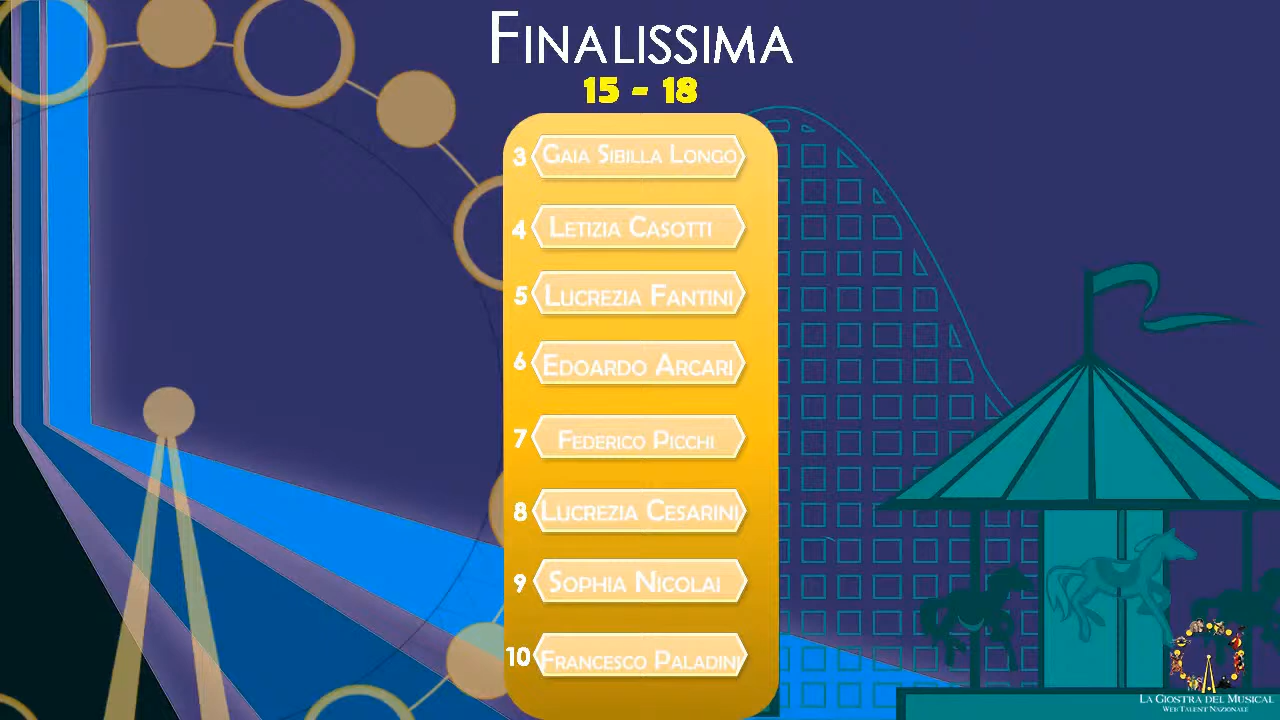 FINALISSIMA
15 - 18
3 GAIA SIBILLA LONGO
4 LETIZIA CASOTTI
5 LUCREZIA FANTINI
6 EDOARDO ARCARI
7 FEDERICO PICCHI
8 LUCREZIA CESARINI
9 SOPHIA NICOLAI
10 FRANCESCO PALADINI
LA GIOSTRA DEL MUSICAL
WEB TALENT NAZIONALE